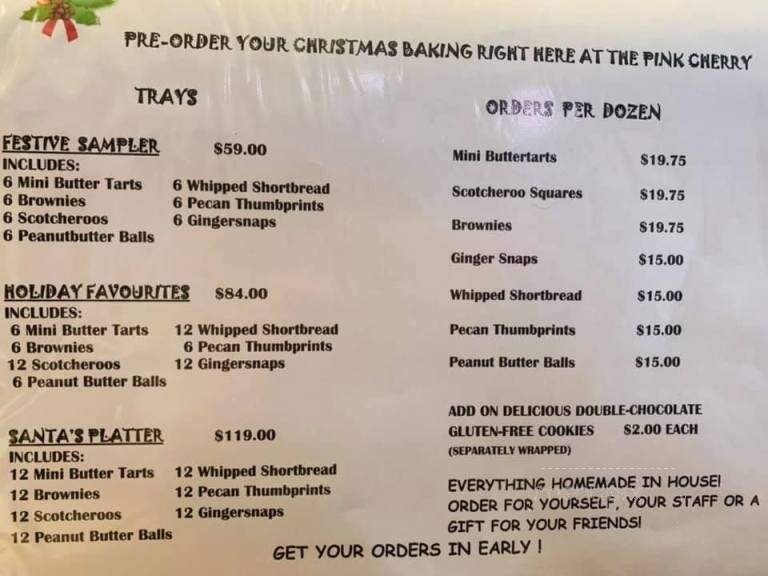 PRE-ORDER YOUR CHRISTMAS BAKING RIGHT HERE AT THE PINK CHERRY
TRAYS
FESTIVE SAMPLER $59.00
INCLUDES:
6 Mini Butter Tarts 6 Whipped Shortbread
6 Brownies 6 Pecan Thumbprints
6 Scotcheroos 6 Gingersnaps
6 Peanutbutter Balls
HOLIDAY FAVOURITES $84.00
INCLUDES:
6 Mini Butter Tarts 12 Whipped Shortbread
6 Brownies 6 Pecan Thumbprints
12 Scotcheroos 12 Gingersnaps
6 Peanut Butter Balls
SANTA'S PLATTER $119.00
INCLUDES:
12 Mini Butter Tarts 12 Whipped Shortbread
12 Brownies 12 Pecan Thumbprints
12 Scotcheroos 12 Gingersnaps
12 Peanut Butter Balls
ORDERS PER DOZEN
Mini Buttertarts $19.75
Scotcheroo Squares $19.75
Brownies $19.75
Ginger Snaps $15.00
Whipped Shortbread $15.00
Pecan Thumbprints $15.00
Peanut Butter Balls $15.00
ADD ON DELICIOUS DOUBLE-CHOCOLATE
GLUTEN-FREE COOKIES $2.00 EACH
(SEPARATELY WRAPPED)
EVERYTHING HOMEMADE IN HOUSE!
ORDER FOR YOURSELF, YOUR STAFF OR A
GIFT FOR YOUR FRIENDS!
GET YOUR ORDERS IN EARLY !